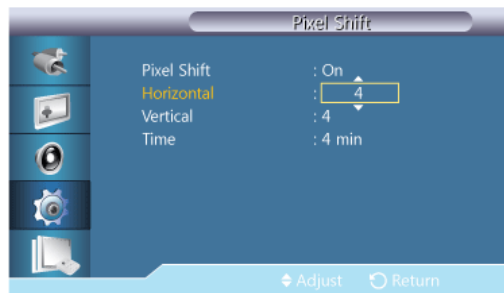 Pixel Shift
Pixel Shift : On
Horizontal : 4
Vertical : 4
Time : 4 min
Adjust Return